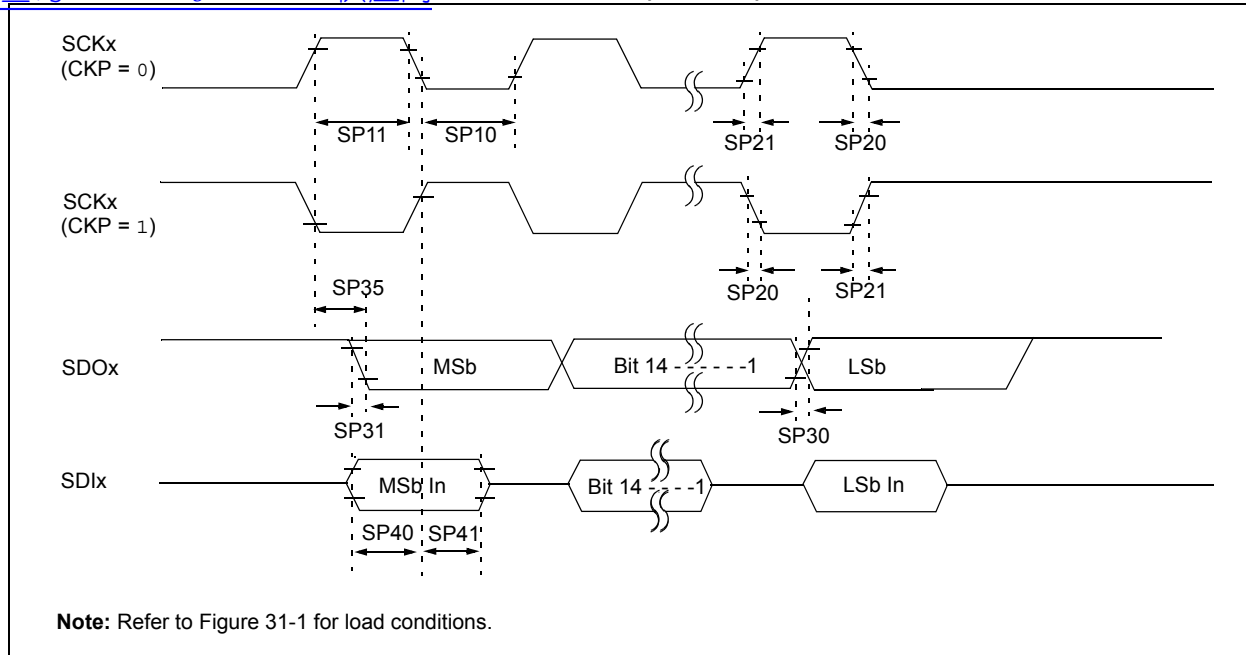 SCKx
(CKP = 0)
SP11
SP10
SP21
SP20
SCKx
(CKP = 1)
SP35
SP20
SP21
SDOx
MSb
Bit 14 - - - - - -1
LSb
SP31
SP30
SDIx
MSb In
Bit 14 - - - -1
LSb In
SP40
SP41
Note: Refer to Figure 31-1 for load conditions.